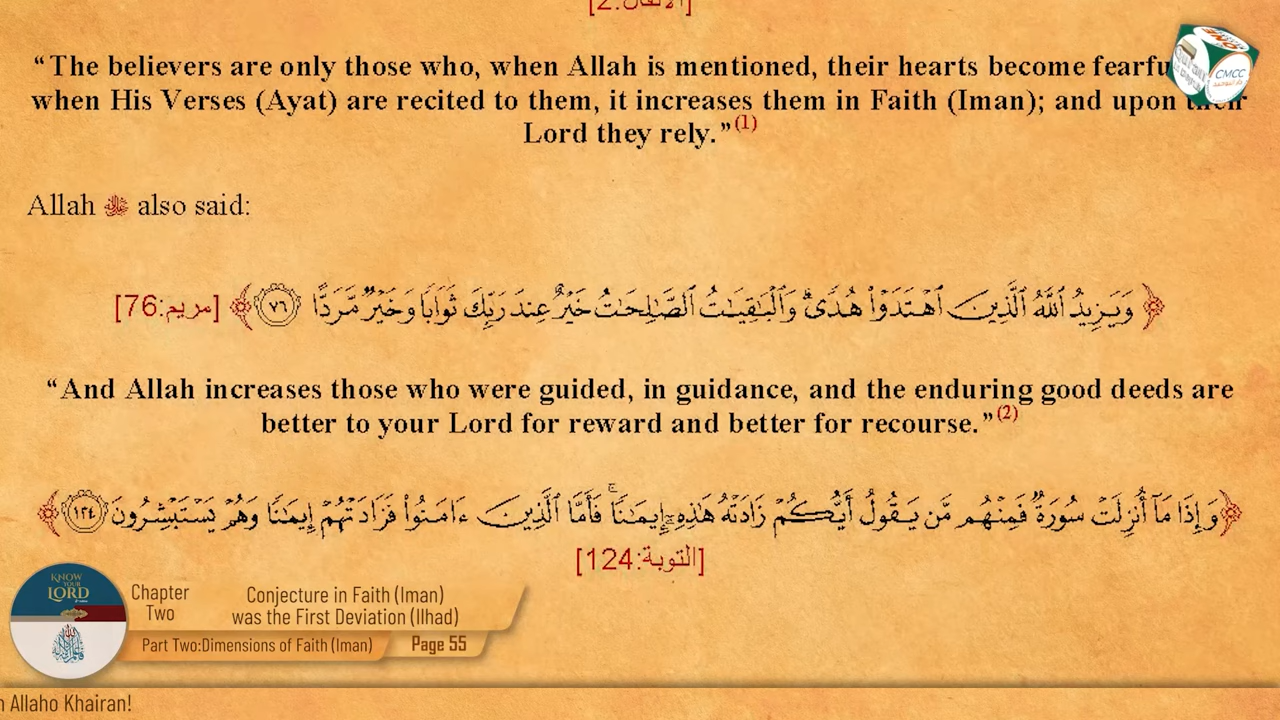 [الأنفال:2]
“The believers are only those who, when Allah is mentioned, their hearts become fearfu
when His Verses (Ayat) are recited to them, it increases them in Faith (Iman); and upon their
Lord they rely.”(1)
Allah ﷻ also said:
﴿وَيَزِيدُ ٱللَّهُ ٱلَّذِينَ ٱهْتَدَوْا۟ هُدًى ۗ وَٱلْبَـٰقِيَـٰتُ ٱلصَّـٰلِحَـٰتُ خَيْرٌ عِندَ رَبِّكَ ثَوَابًا وَخَيْرٌ مَّرَدًّا ٧٦﴾ [مريم:76]
“And Allah increases those who were guided, in guidance, and the enduring good deeds are
better to your Lord for reward and better for recourse.”(2)
﴿وَإِذَا مَآ أُنزِلَتْ سُورَةٌ فَمِنْهُم مَّن يَقُولُ أَيُّكُمْ زَادَتْهُ هَـٰذِهِۦٓ إِيمَـٰنًا ۚ فَأَمَّا ٱلَّذِينَ ءَامَنُوا۟ فَزَادَتْهُمْ إِيمَـٰنًا وَهُمْ يَسْتَبْشِرُونَ ١٢٤﴾
[التوبة:124]
KNOW
YOUR
LORD
Chapter
Two
Conjecture in Faith (Iman)
was the First Deviation (Ilhad)
Part Two:Dimensions of Faith (Iman)
Page 55
CMCC
n Allaho Khairan!